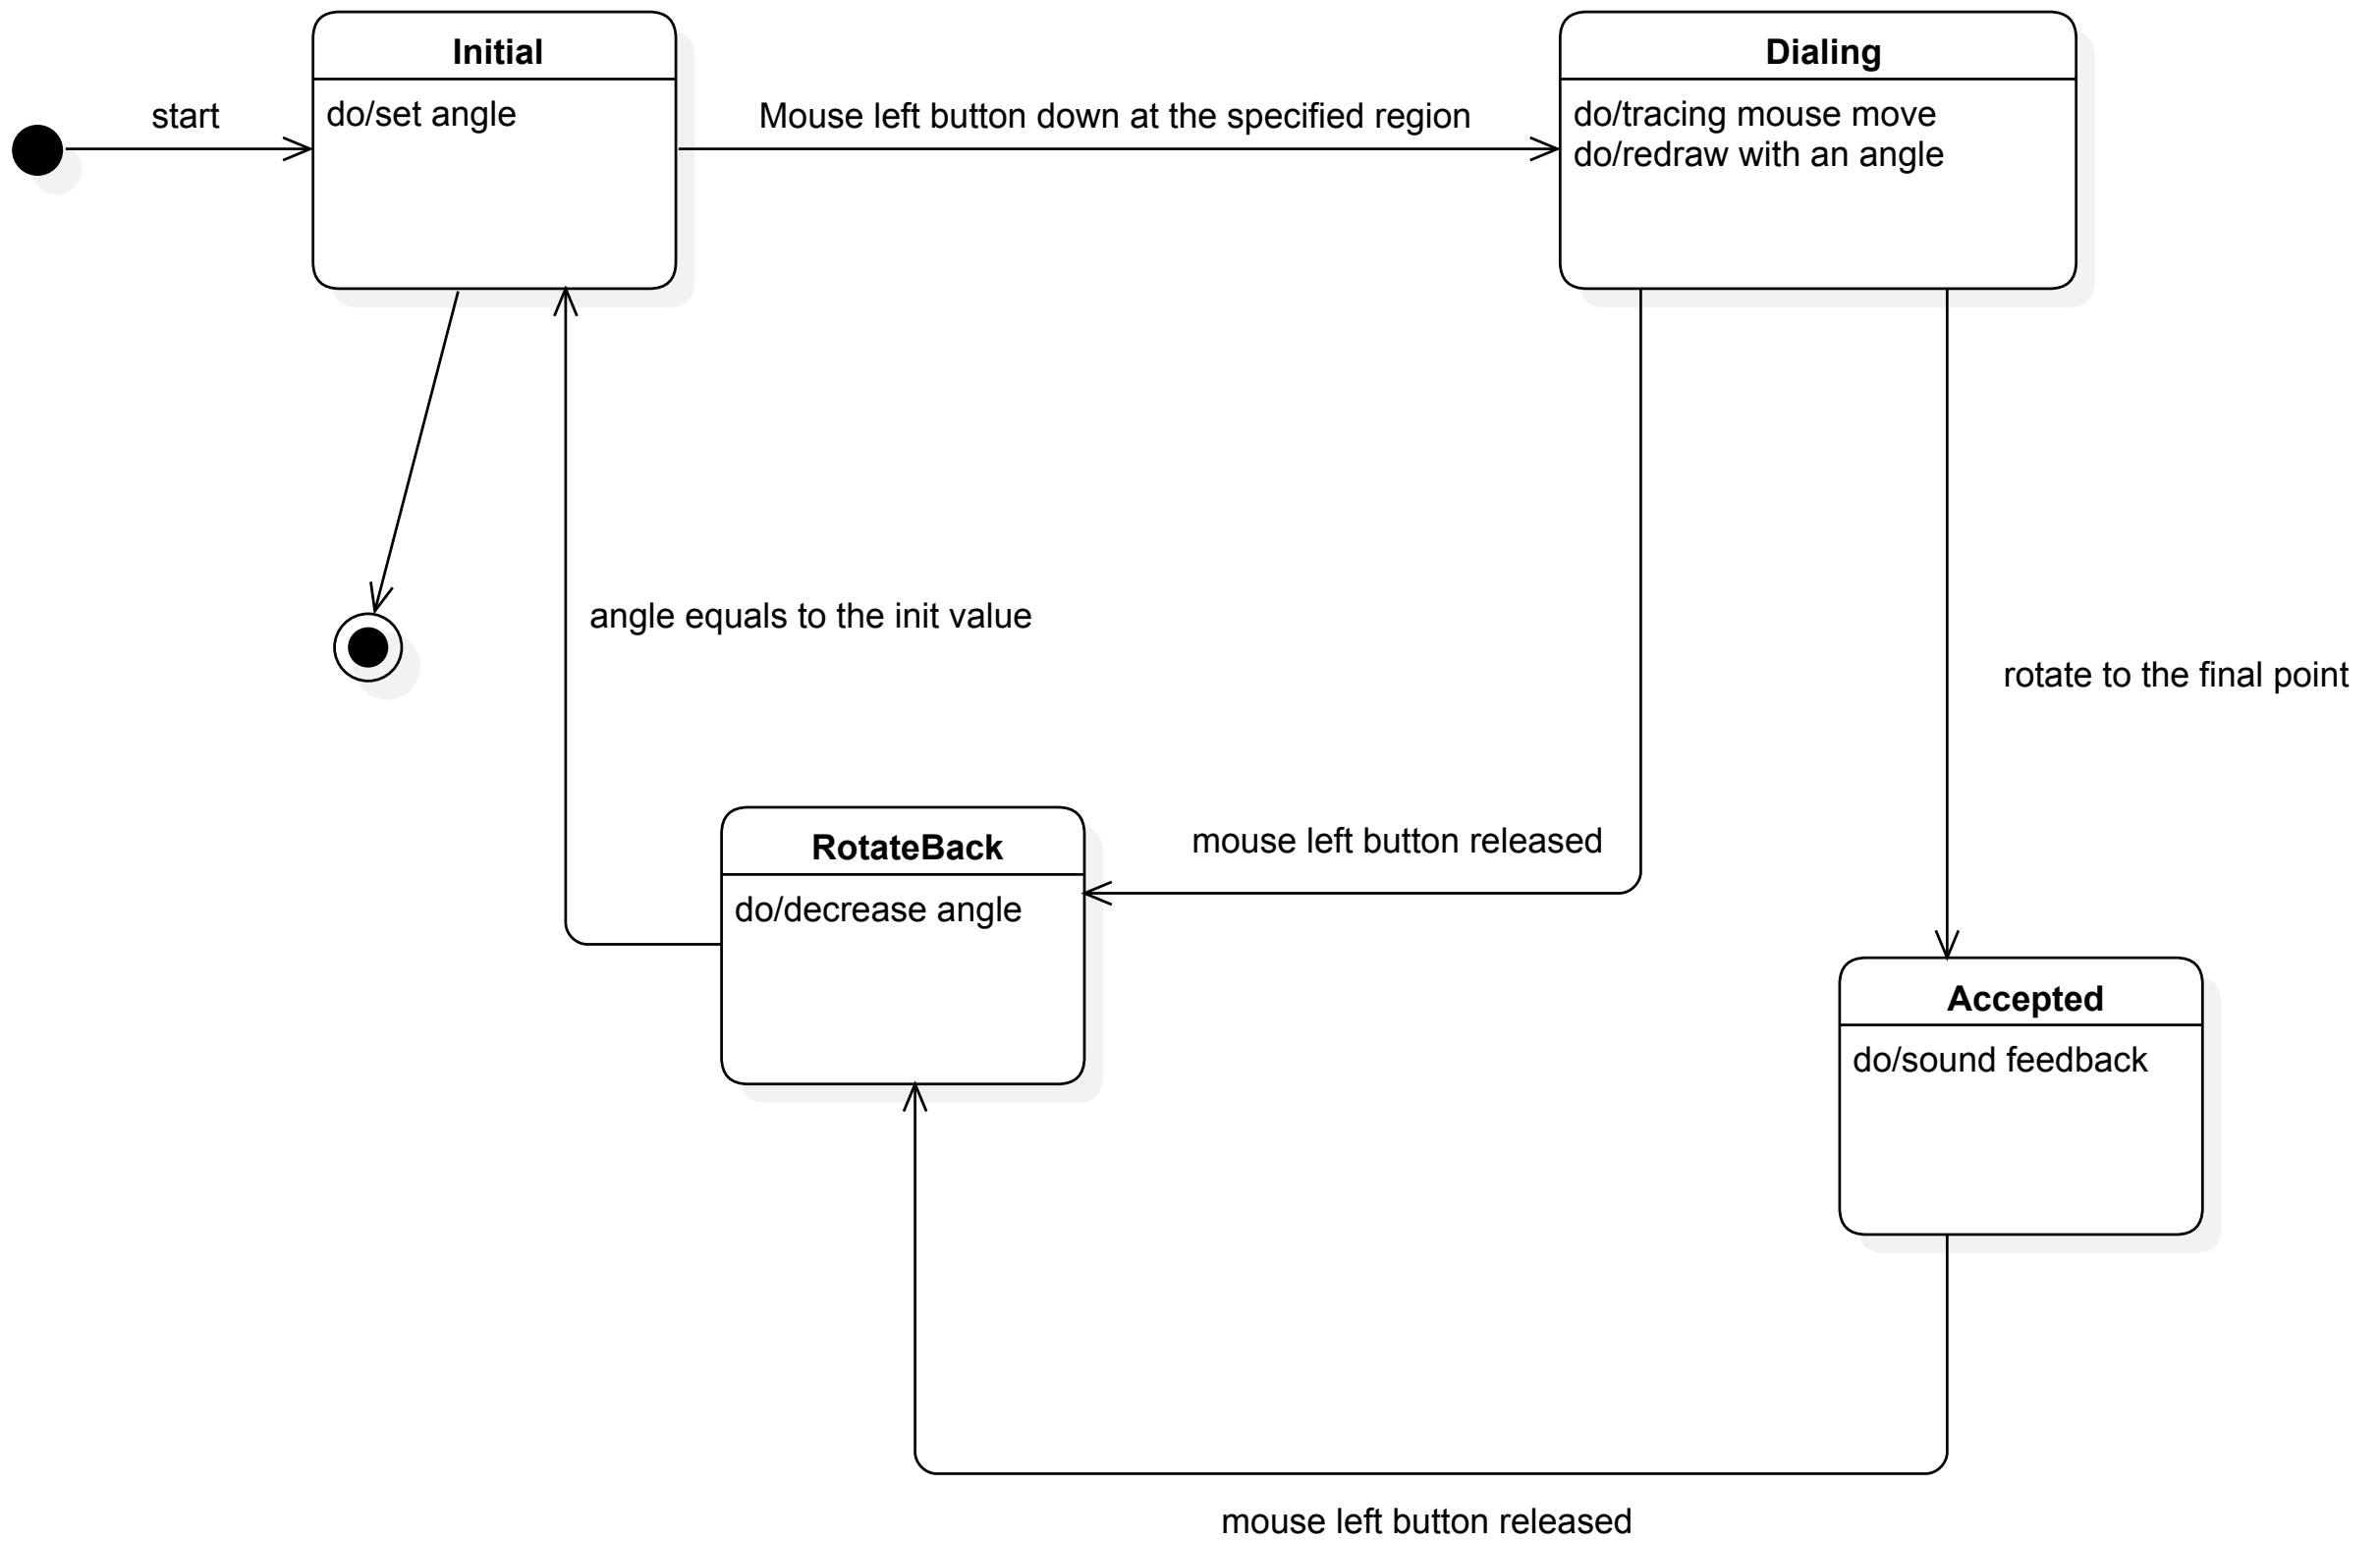 Initial
do/set angle
start
Mouse left button down at the specified region
Dialing
do/tracing mouse move
do/redraw with an angle
angle equals to the init value
rotate to the final point
mouse left button released
RotateBack
do/decrease angle
Accepted
do/sound feedback
mouse left button released